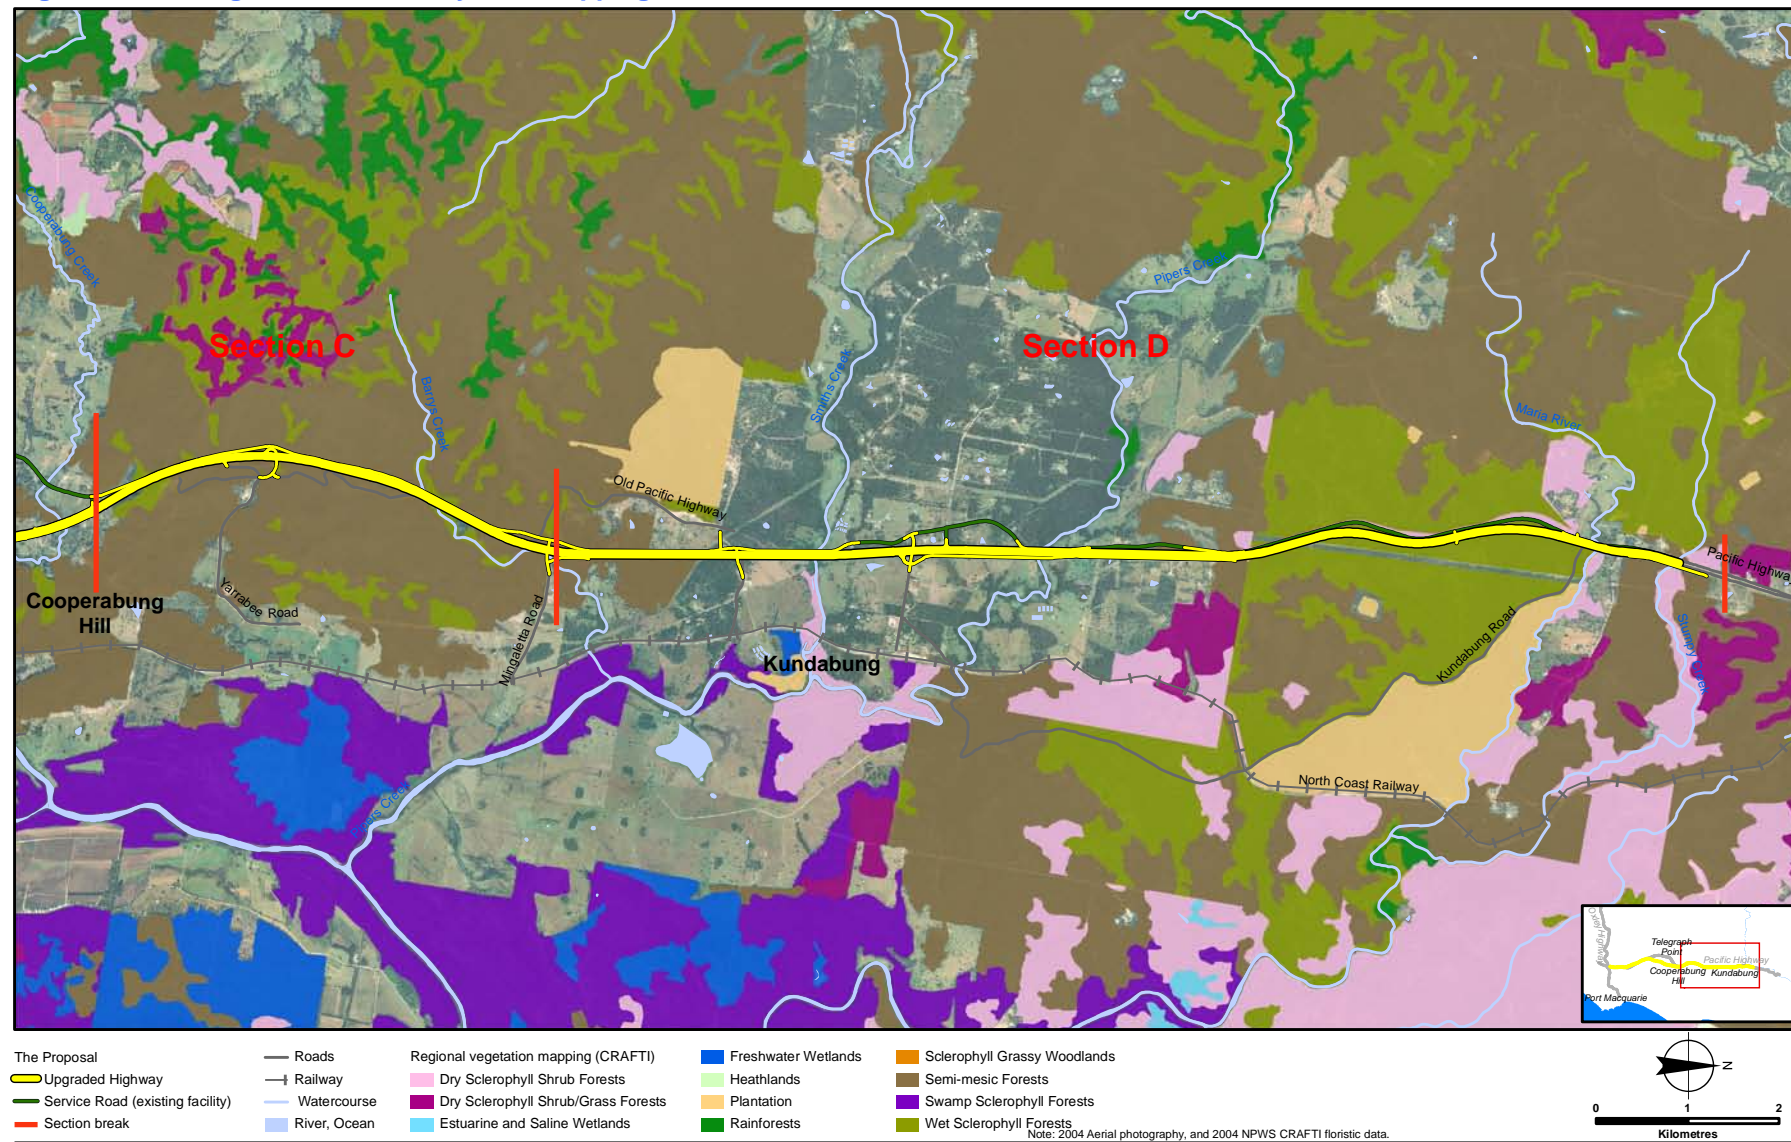 Cooperabung Creek
Section C
Barrys Creek
Smiths Creek
Section D
Pipers Creek
Maria River
Old Pacific Highway
Pacific Highway
Cooperabung
Hill
Yarrabee Road
Mingaletta Road
Kundabung
Kundabung Road
Stumpy Creek
North Coast Railway
Pipers Creek
Telegraph
Point
Pacific Highway
Cooperabung
Hill
Kundabung
Port Macquarie
The Proposal
Upgraded Highway
Service Road (existing facility)
Section break
Roads
Railway
Watercourse
River, Ocean
Regional vegetation mapping (CRAFTI)
Dry Sclerophyll Shrub Forests
Dry Sclerophyll Shrub/Grass Forests
Estuarine and Saline Wetlands
Freshwater Wetlands
Heathlands
Plantation
Rainforests
Sclerophyll Grassy Woodlands
Semi-mesic Forests
Swamp Sclerophyll Forests
Wet Sclerophyll Forests
Note: 2004 Aerial photography, and 2004 NPWS CRAFTI floristic data.
N
0 1 2
Kilometres